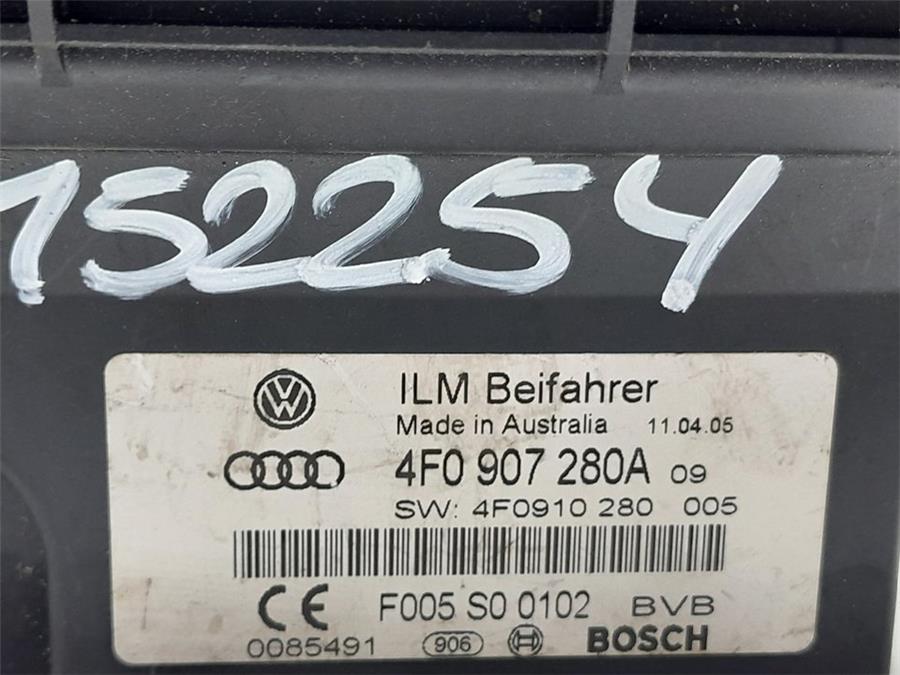 152254
ILM Beifahrer
Made in Australia 11.04.05
4F0 907 280A 09
SW: 4F0910 280 005
CE F005 S0 0102 BVB
0085491 906 BOSCH